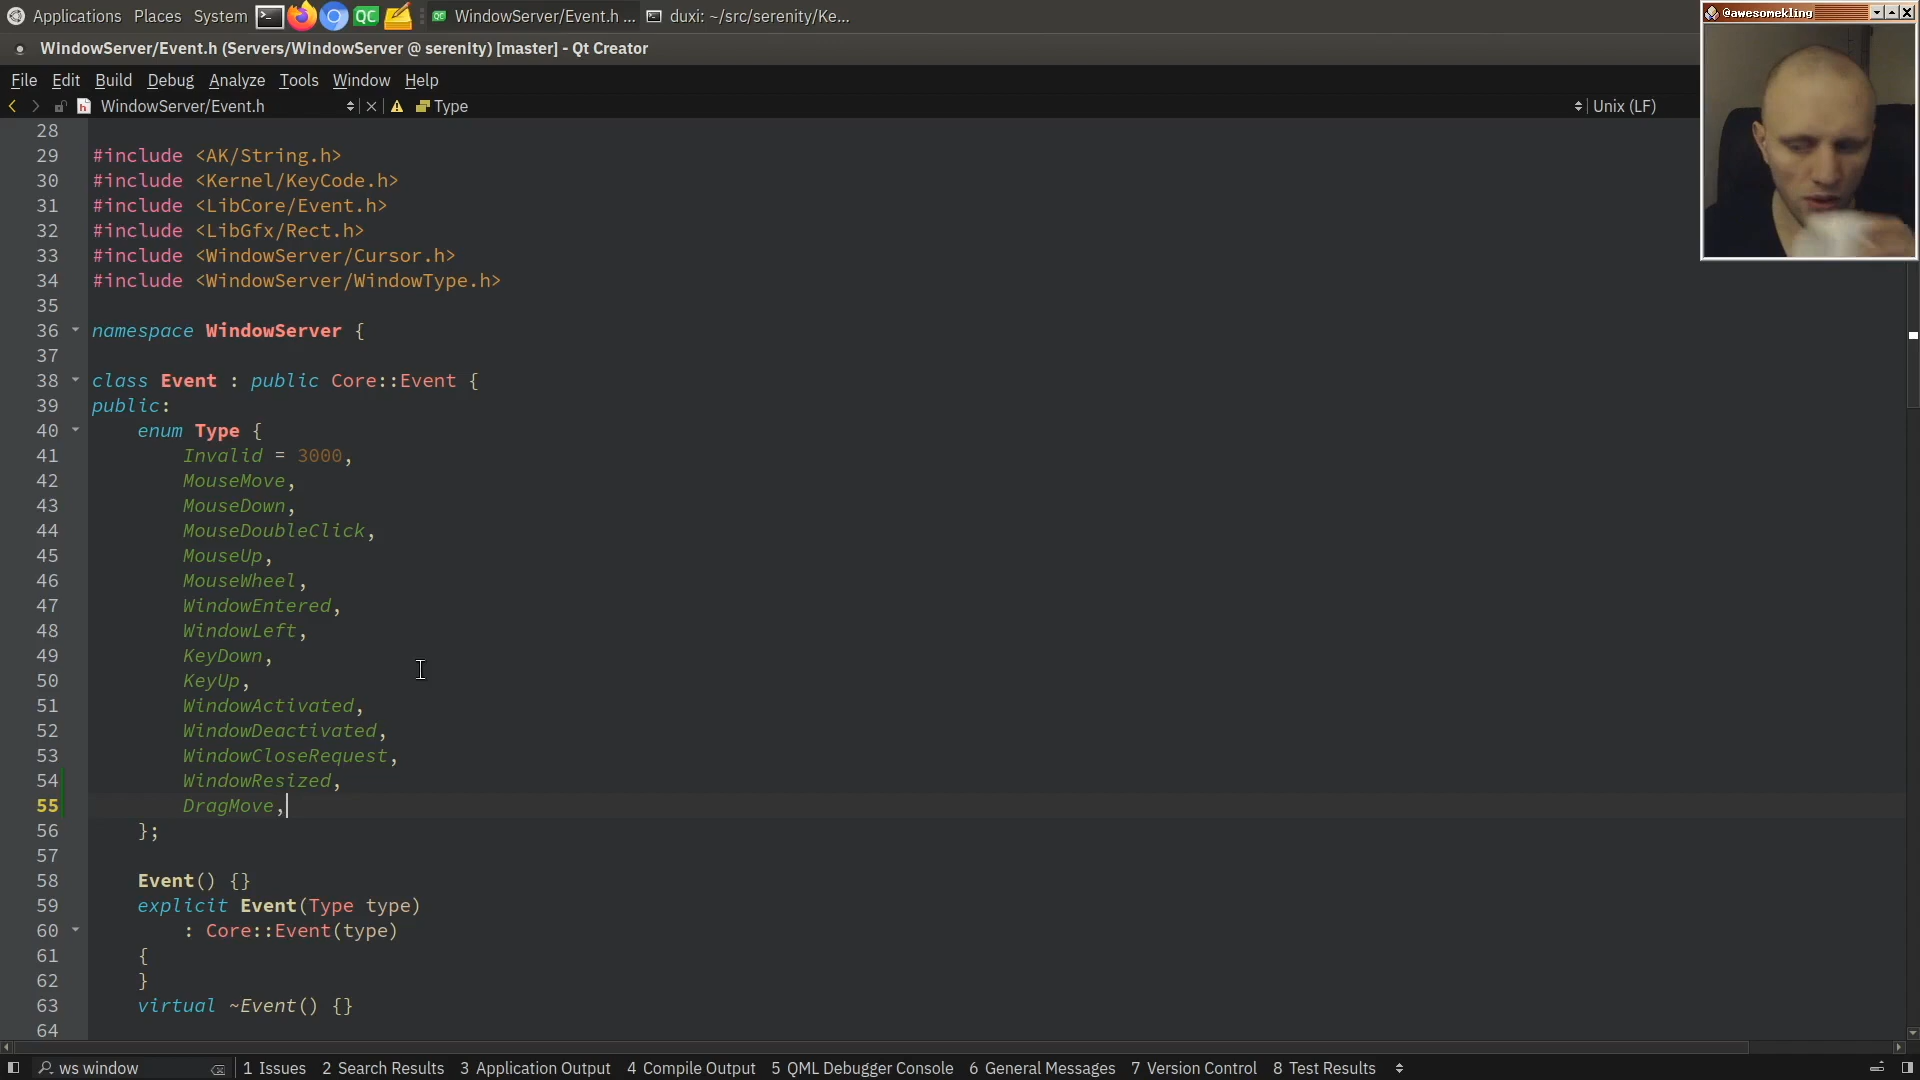 Applications Places System QC QC WindowServer/Event.h ... duxi: ~/src/serenity/Ke...
@awesomekling
WindowServer/Event.h (Servers/WindowServer @ serenity) [master] - Qt Creator
File Edit Build Debug Analyze Tools Window Help
WindowServer/Event.h Type Unix (LF)
28
29 #include <AK/String.h>
30 #include <Kernel/KeyCode.h>
31 #include <LibCore/Event.h>
32 #include <LibGfx/Rect.h>
33 #include <WindowServer/Cursor.h>
34 #include <WindowServer/WindowType.h>
35
36 namespace WindowServer {
37
38 class Event : public Core::Event {
39 public:
40 enum Type {
41 Invalid = 3000,
42 MouseMove,
43 MouseDown,
44 MouseDoubleClick,
45 MouseUp,
46 MouseWheel,
47 WindowEntered,
48 WindowLeft,
49 KeyDown,
50 KeyUp,
51 WindowActivated,
52 WindowDeactivated,
53 WindowCloseRequest,
54 WindowResized,
55 DragMove,
56 };
57
58 Event() {}
59 explicit Event(Type type)
60 : Core::Event(type)
61 {
62 }
63 virtual ~Event() {}
64
ws window 1 Issues 2 Search Results 3 Application Output 4 Compile Output 5 QML Debugger Console 6 General Messages 7 Version Control 8 Test Results